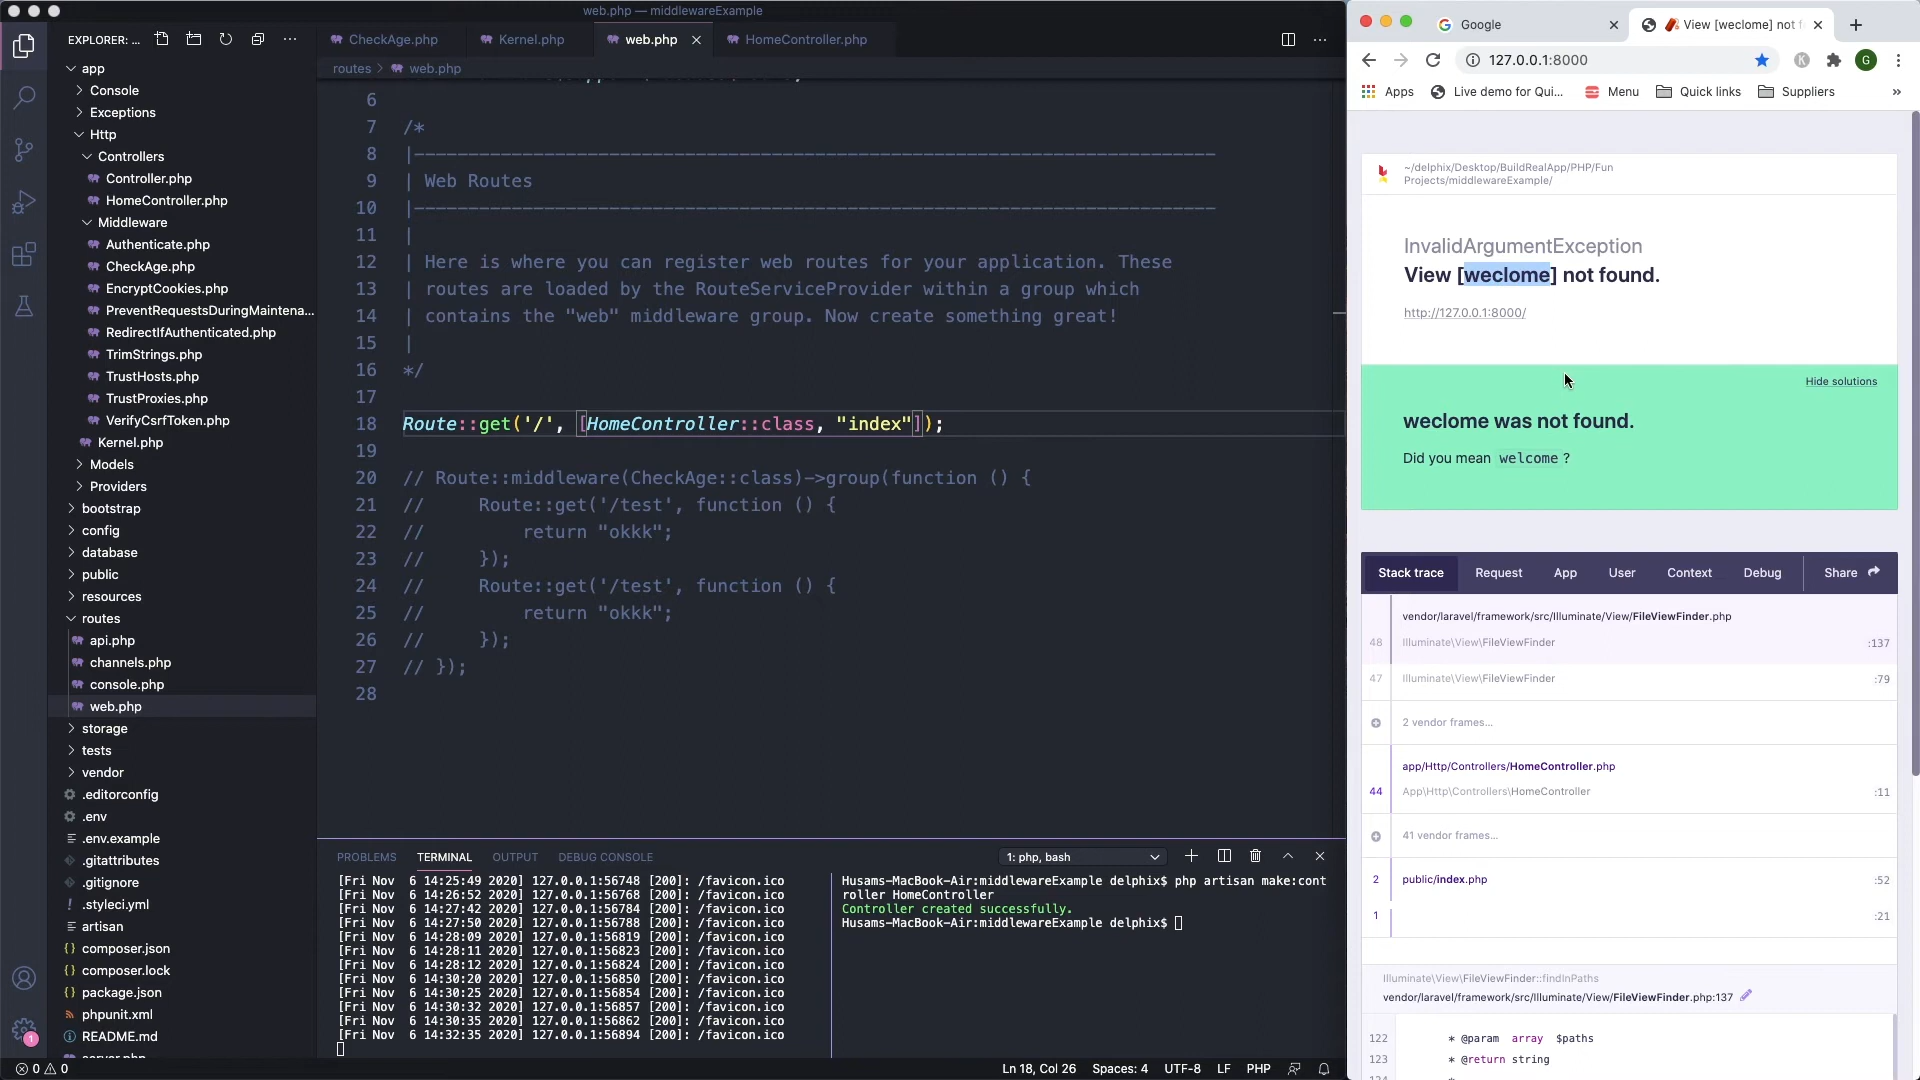 web.php — middlewareExample
EXPLORER: ...
app
Console
Exceptions
Http
Controllers
Controller.php
HomeController.php
Middleware
Authenticate.php
CheckAge.php
EncryptCookies.php
PreventRequestsDuringMaintena...
RedirectIfAuthenticated.php
TrimStrings.php
TrustHosts.php
TrustProxies.php
VerifyCsrfToken.php
Kernel.php
Models
Providers
bootstrap
config
database
public
resources
routes
api.php
channels.php
console.php
web.php
storage
tests
vendor
.editorconfig
.env
.env.example
.gitattributes
.gitignore
.styleci.yml
artisan
composer.json
composer.lock
package.json
phpunit.xml
README.md
CheckAge.php Kernel.php web.php HomeController.php
routes > web.php
6
7 /*
8 |--------------------------------------------------------------------------
9 | Web Routes
10 |--------------------------------------------------------------------------
11 |
12 | Here is where you can register web routes for your application. These
13 | routes are loaded by the RouteServiceProvider within a group which
14 | contains the "web" middleware group. Now create something great!
15 |
16 */
17
18 Route::get('/', [HomeController::class, "index"]);
19
20 // Route::middleware(CheckAge::class)->group(function () {
21 //     Route::get('/test', function () {
22 //         return "okkk";
23 //     });
24 //     Route::get('/test', function () {
25 //         return "okkk";
26 //     });
27 // });
28
PROBLEMS TERMINAL OUTPUT DEBUG CONSOLE 1: php, bash
[Fri Nov  6 14:25:49 2020] 127.0.0.1:56748 [200]: /favicon.ico
[Fri Nov  6 14:26:52 2020] 127.0.0.1:56768 [200]: /favicon.ico
[Fri Nov  6 14:27:42 2020] 127.0.0.1:56784 [200]: /favicon.ico
[Fri Nov  6 14:27:50 2020] 127.0.0.1:56788 [200]: /favicon.ico
[Fri Nov  6 14:28:09 2020] 127.0.0.1:56819 [200]: /favicon.ico
[Fri Nov  6 14:28:11 2020] 127.0.0.1:56823 [200]: /favicon.ico
[Fri Nov  6 14:28:12 2020] 127.0.0.1:56824 [200]: /favicon.ico
[Fri Nov  6 14:30:20 2020] 127.0.0.1:56850 [200]: /favicon.ico
[Fri Nov  6 14:30:25 2020] 127.0.0.1:56854 [200]: /favicon.ico
[Fri Nov  6 14:30:32 2020] 127.0.0.1:56857 [200]: /favicon.ico
[Fri Nov  6 14:30:35 2020] 127.0.0.1:56862 [200]: /favicon.ico
[Fri Nov  6 14:32:35 2020] 127.0.0.1:56894 [200]: /favicon.ico
Husams-MacBook-Air:middlewareExample delphix$ php artisan make:cont
roller HomeController
Controller created successfully.
Husams-MacBook-Air:middlewareExample delphix$
0 0 Ln 18, Col 26 Spaces: 4 UTF-8 LF PHP
1
Google View [weclome] not f
127.0.0.1:8000 K G
Apps Live demo for Qui... Menu Quick links Suppliers »
~/delphix/Desktop/BuildRealApp/PHP/Fun
Projects/middlewareExample/
InvalidArgumentException
View [weclome] not found.
http://127.0.0.1:8000/
Hide solutions
weclome was not found.
Did you mean welcome ?
Stack trace Request App User Context Debug Share
vendor/laravel/framework/src/Illuminate/View/FileViewFinder.php
48 Illuminate\View\FileViewFinder :137
47 Illuminate\View\FileViewFinder :79
2 vendor frames...
app/Http/Controllers/HomeController.php
44 App\Http\Controllers\HomeController :11
41 vendor frames...
2 public/index.php :52
1 :21
Illuminate\View\FileViewFinder::findInPaths
vendor/laravel/framework/src/Illuminate/View/FileViewFinder.php:137
122 * @param array $paths
123 * @return string